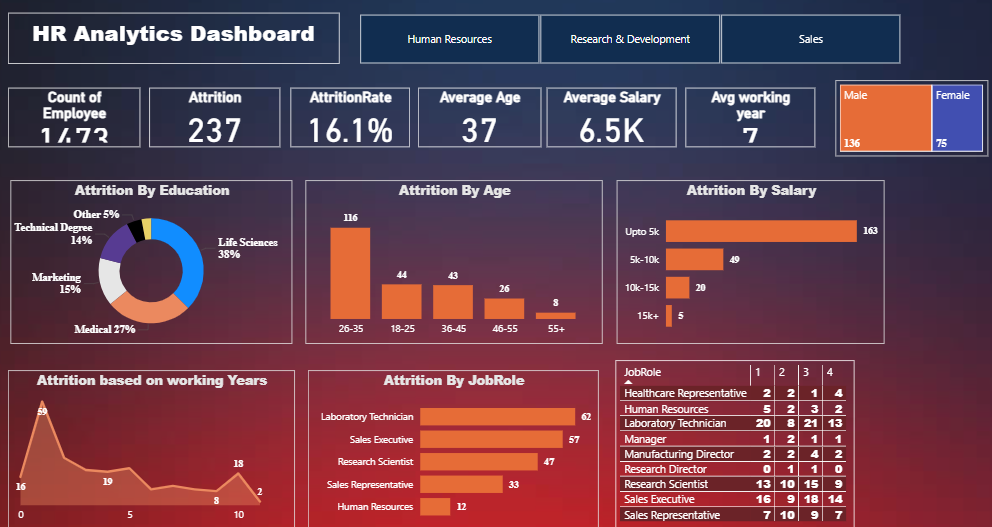 HR Analytics Dashboard
Human Resources
Research & Development
Sales
Count of
Employee
1473
Attrition
237
AttritionRate
16.1%
Average Age
37
Average Salary
6.5K
Avg working
year
7
Male
136
Female
75
Attrition By Education
Other 5%
Technical Degree
14%
Life Sciences
38%
Marketing
15%
Medical 27%
Attrition By Age
116
44
43
26
8
26-35 18-25 36-45 46-55 55+
Attrition By Salary
Upto 5k 163
5k-10k 49
10k-15k 20
15k+ 5
Attrition based on working Years
59
16
19
18
8
2
0 5 10
Attrition By JobRole
Laboratory Technician 62
Sales Executive 57
Research Scientist 47
Sales Representative 33
Human Resources 12
JobRole 1 2 3 4
Healthcare Representative 2 2 1 4
Human Resources 5 2 3 2
Laboratory Technician 20 8 21 13
Manager 1 2 1 1
Manufacturing Director 2 2 4 2
Research Director 0 1 1 0
Research Scientist 13 10 15 9
Sales Executive 16 9 18 14
Sales Representative 7 10 9 7